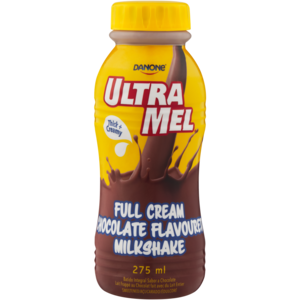 DANONE
ULTRA
MEL
Thick &
Creamy
FULL CREAM
CHOCOLATE FLAVOURED
MILKSHAKE
275 ml